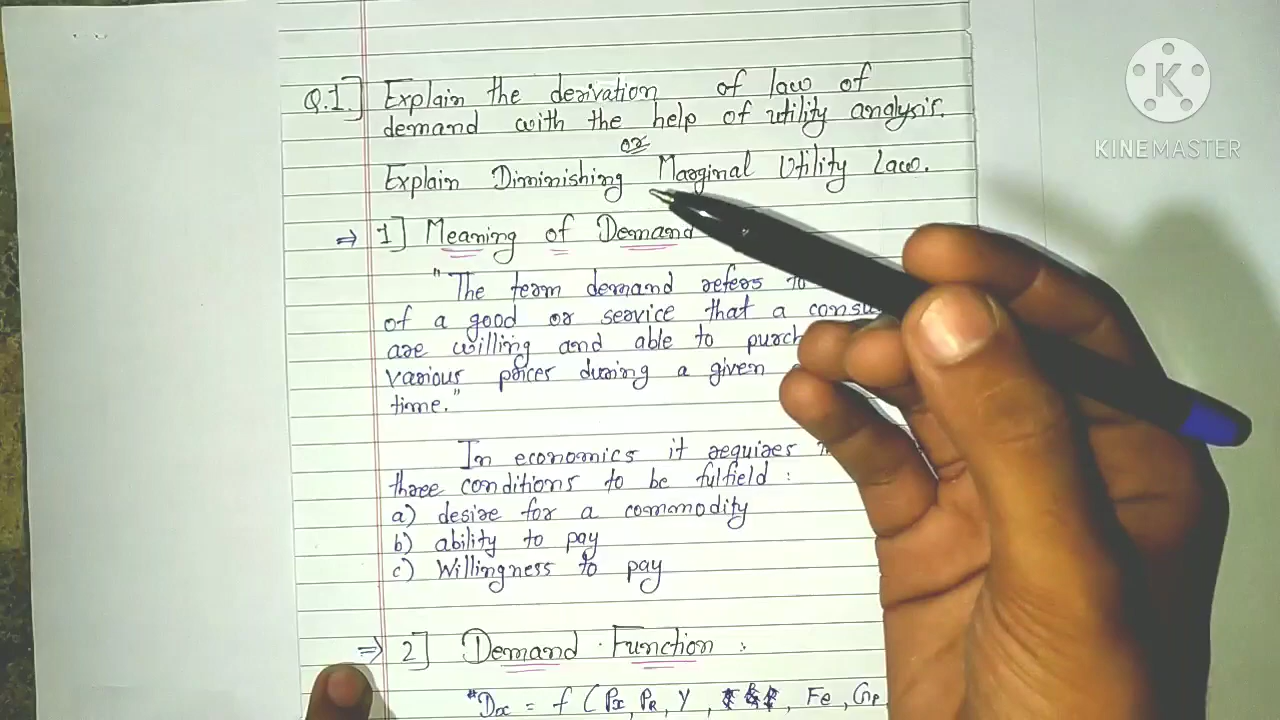 Q.1] Explain the derivation of law of
demand with the help of utility analysis.
or
Explain Diminishing Marginal Utility Law.
⇒ 1] Meaning of Demand
"The term demand refers to
of a good or service that a
are willing and able to
various prices during a given
time."
In economics it requires
three conditions to be fulfield :
a) desire for a commodity
b) ability to pay
c) Willingness to pay
⇒ 2] Demand Function :
"Dx = f (Px, PR, Y, Fe, Gp
K
KINEMASTER